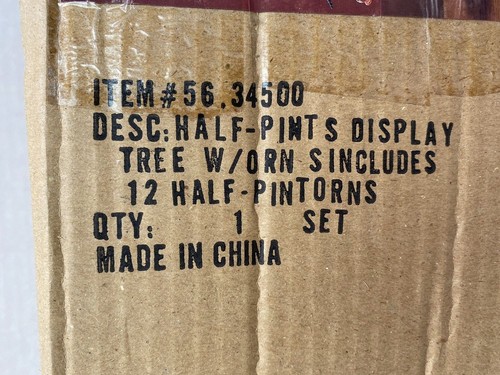 ITEM#56.34500
DESC:HALF-PINTS DISPLAY
TREE W/ORN SINCLUDES
12 HALF-PINTORNS
QTY: 1 SET
MADE IN CHINA